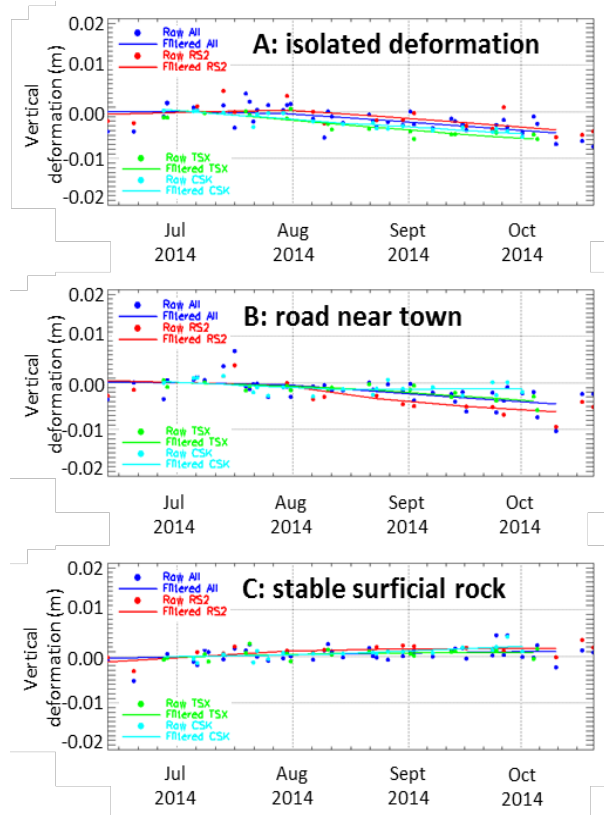 0.02
0.01
0.00
-0.01
-0.02
Vertical
deformation (m)
A: isolated deformation
Raw All
Filtered All
Raw RS2
Filtered RS2
Raw TSX
Filtered TSX
Raw CSK
Filtered CSK
Jul Aug Sept Oct
2014 2014 2014 2014
0.02
0.01
0.00
-0.01
-0.02
Vertical
deformation (m)
B: road near town
Raw All
Filtered All
Raw RS2
Filtered RS2
Raw TSX
Filtered TSX
Raw CSK
Filtered CSK
Jul Aug Sept Oct
2014 2014 2014 2014
0.02
0.01
0.00
-0.01
-0.02
Vertical
deformation (m)
C: stable surficial rock
Raw All
Filtered All
Raw RS2
Filtered RS2
Raw TSX
Filtered TSX
Raw CSK
Filtered CSK
Jul Aug Sept Oct
2014 2014 2014 2014